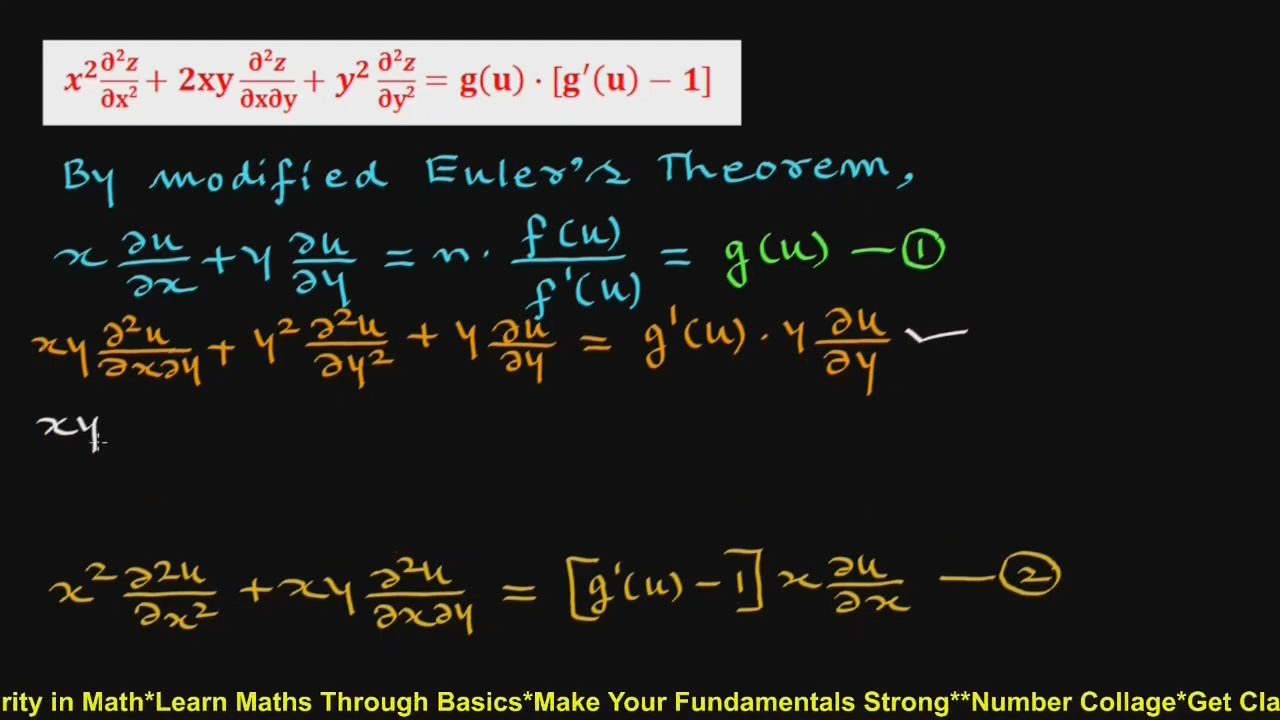 x² ∂²z/∂x² + 2xy ∂²z/∂x∂y + y² ∂²z/∂y² = g(u) · [g′(u) − 1]
By modified Euler's Theorem,
x ∂u/∂x + y ∂u/∂y = n · f(u)/f'(u) = g(u) — ①
xy ∂²u/∂x∂y + y² ∂²u/∂y² + y ∂u/∂y = g'(u) · y ∂u/∂y ✓
xy
x² ∂²u/∂x² + xy ∂²u/∂x∂y = [g'(u) − 1] x ∂u/∂x — ②
rity in Math*Learn Maths Through Basics*Make Your Fundamentals Strong**Number Collage*Get Cla